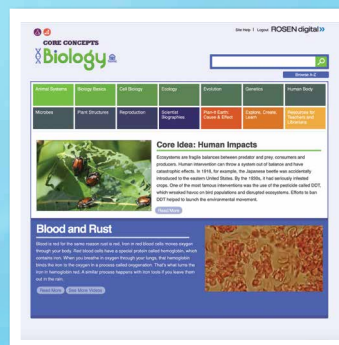 Site Help | Logout ROSEN digital»
CORE CONCEPTS
Biology
Browse A-Z
Animal Systems Biology Basics Cell Biology Ecology Evolution Genetics Human Body
Microbes Plant Structures Reproduction Scientist Biographies Plan-it Earth: Cause & Effect Explore, Create, Learn Resources for Teachers and Librarians
Core Idea: Human Impacts
Ecosystems are fragile balances between predator and prey, consumers and
producers. Human intervention can throw a system out of balance and have
catastrophic effects. In 1916, for example, the Japanese beetle was accidentally
introduced in the eastern United States. By the 1930s, it had seriously infested
crops. One of the most famous interventions was the use of the pesticide called DDT,
which wreaked havoc on bird populations and disrupted ecosystems. Efforts to ban
DDT helped to launch the environmental movement.
Read More
Blood and Rust
Blood is red for the same reason rust is red. Iron in red blood cells moves oxygen
through your body. Red blood cells have a special protein called hemoglobin, which
contains iron. When you breathe in oxygen through your lungs, that hemoglobin
binds the iron to the oxygen in a process called oxygenation. That's what turns the
iron in hemoglobin red. A similar process happens with iron tools if you leave them
out in the rain.
Read More See More Videos